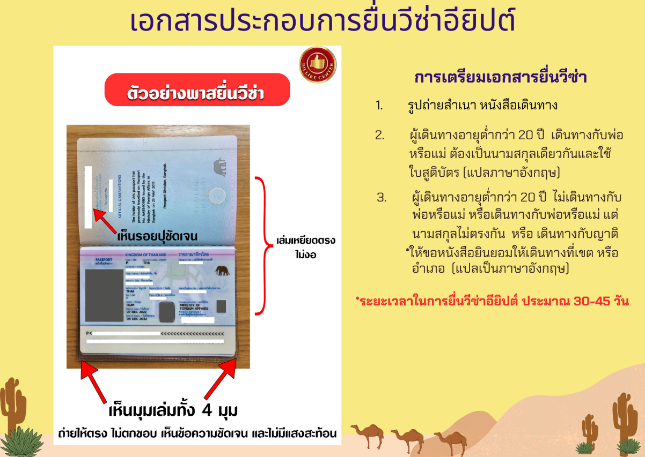 เอกสารประกอบการยื่นวีซ่าอียิปต์
ตัวอย่างพาสยื่นวีซ่า
เห็นรอยปุชัดเจน
เล่มเหยียดตรง
ไม่งอ
PASSPORT
KINGDOM OF THAILAND
เห็นมุมเล่มทั้ง 4 มุม
ถ่ายให้ตรง ไม่ตกขอบ เห็นข้อความชัดเจน และไม่มีแสงสะท้อน
การเตรียมเอกสารยื่นวีซ่า
1. รูปถ่ายสำเนา หนังสือเดินทาง
2. ผู้เดินทางอายุต่ำกว่า 20 ปี เดินทางกับพ่อ
หรือแม่ ต้องเป็นนามสกุลเดียวกันและใช้
ใบสูติบัตร (แปลภาษาอังกฤษ)
3. ผู้เดินทางอายุต่ำกว่า 20 ปี ไม่เดินทางกับ
พ่อหรือแม่ หรือเดินทางกับพ่อหรือแม่ แต่
นามสกุลไม่ตรงกัน หรือ เดินทางกับญาติ
*ให้ขอหนังสือยินยอมให้เดินทางที่เขต หรือ
อำเภอ (แปลเป็นภาษาอังกฤษ)
*ระยะเวลาในการยื่นวีซ่าอียิปต์ ประมาณ 30-45 วัน